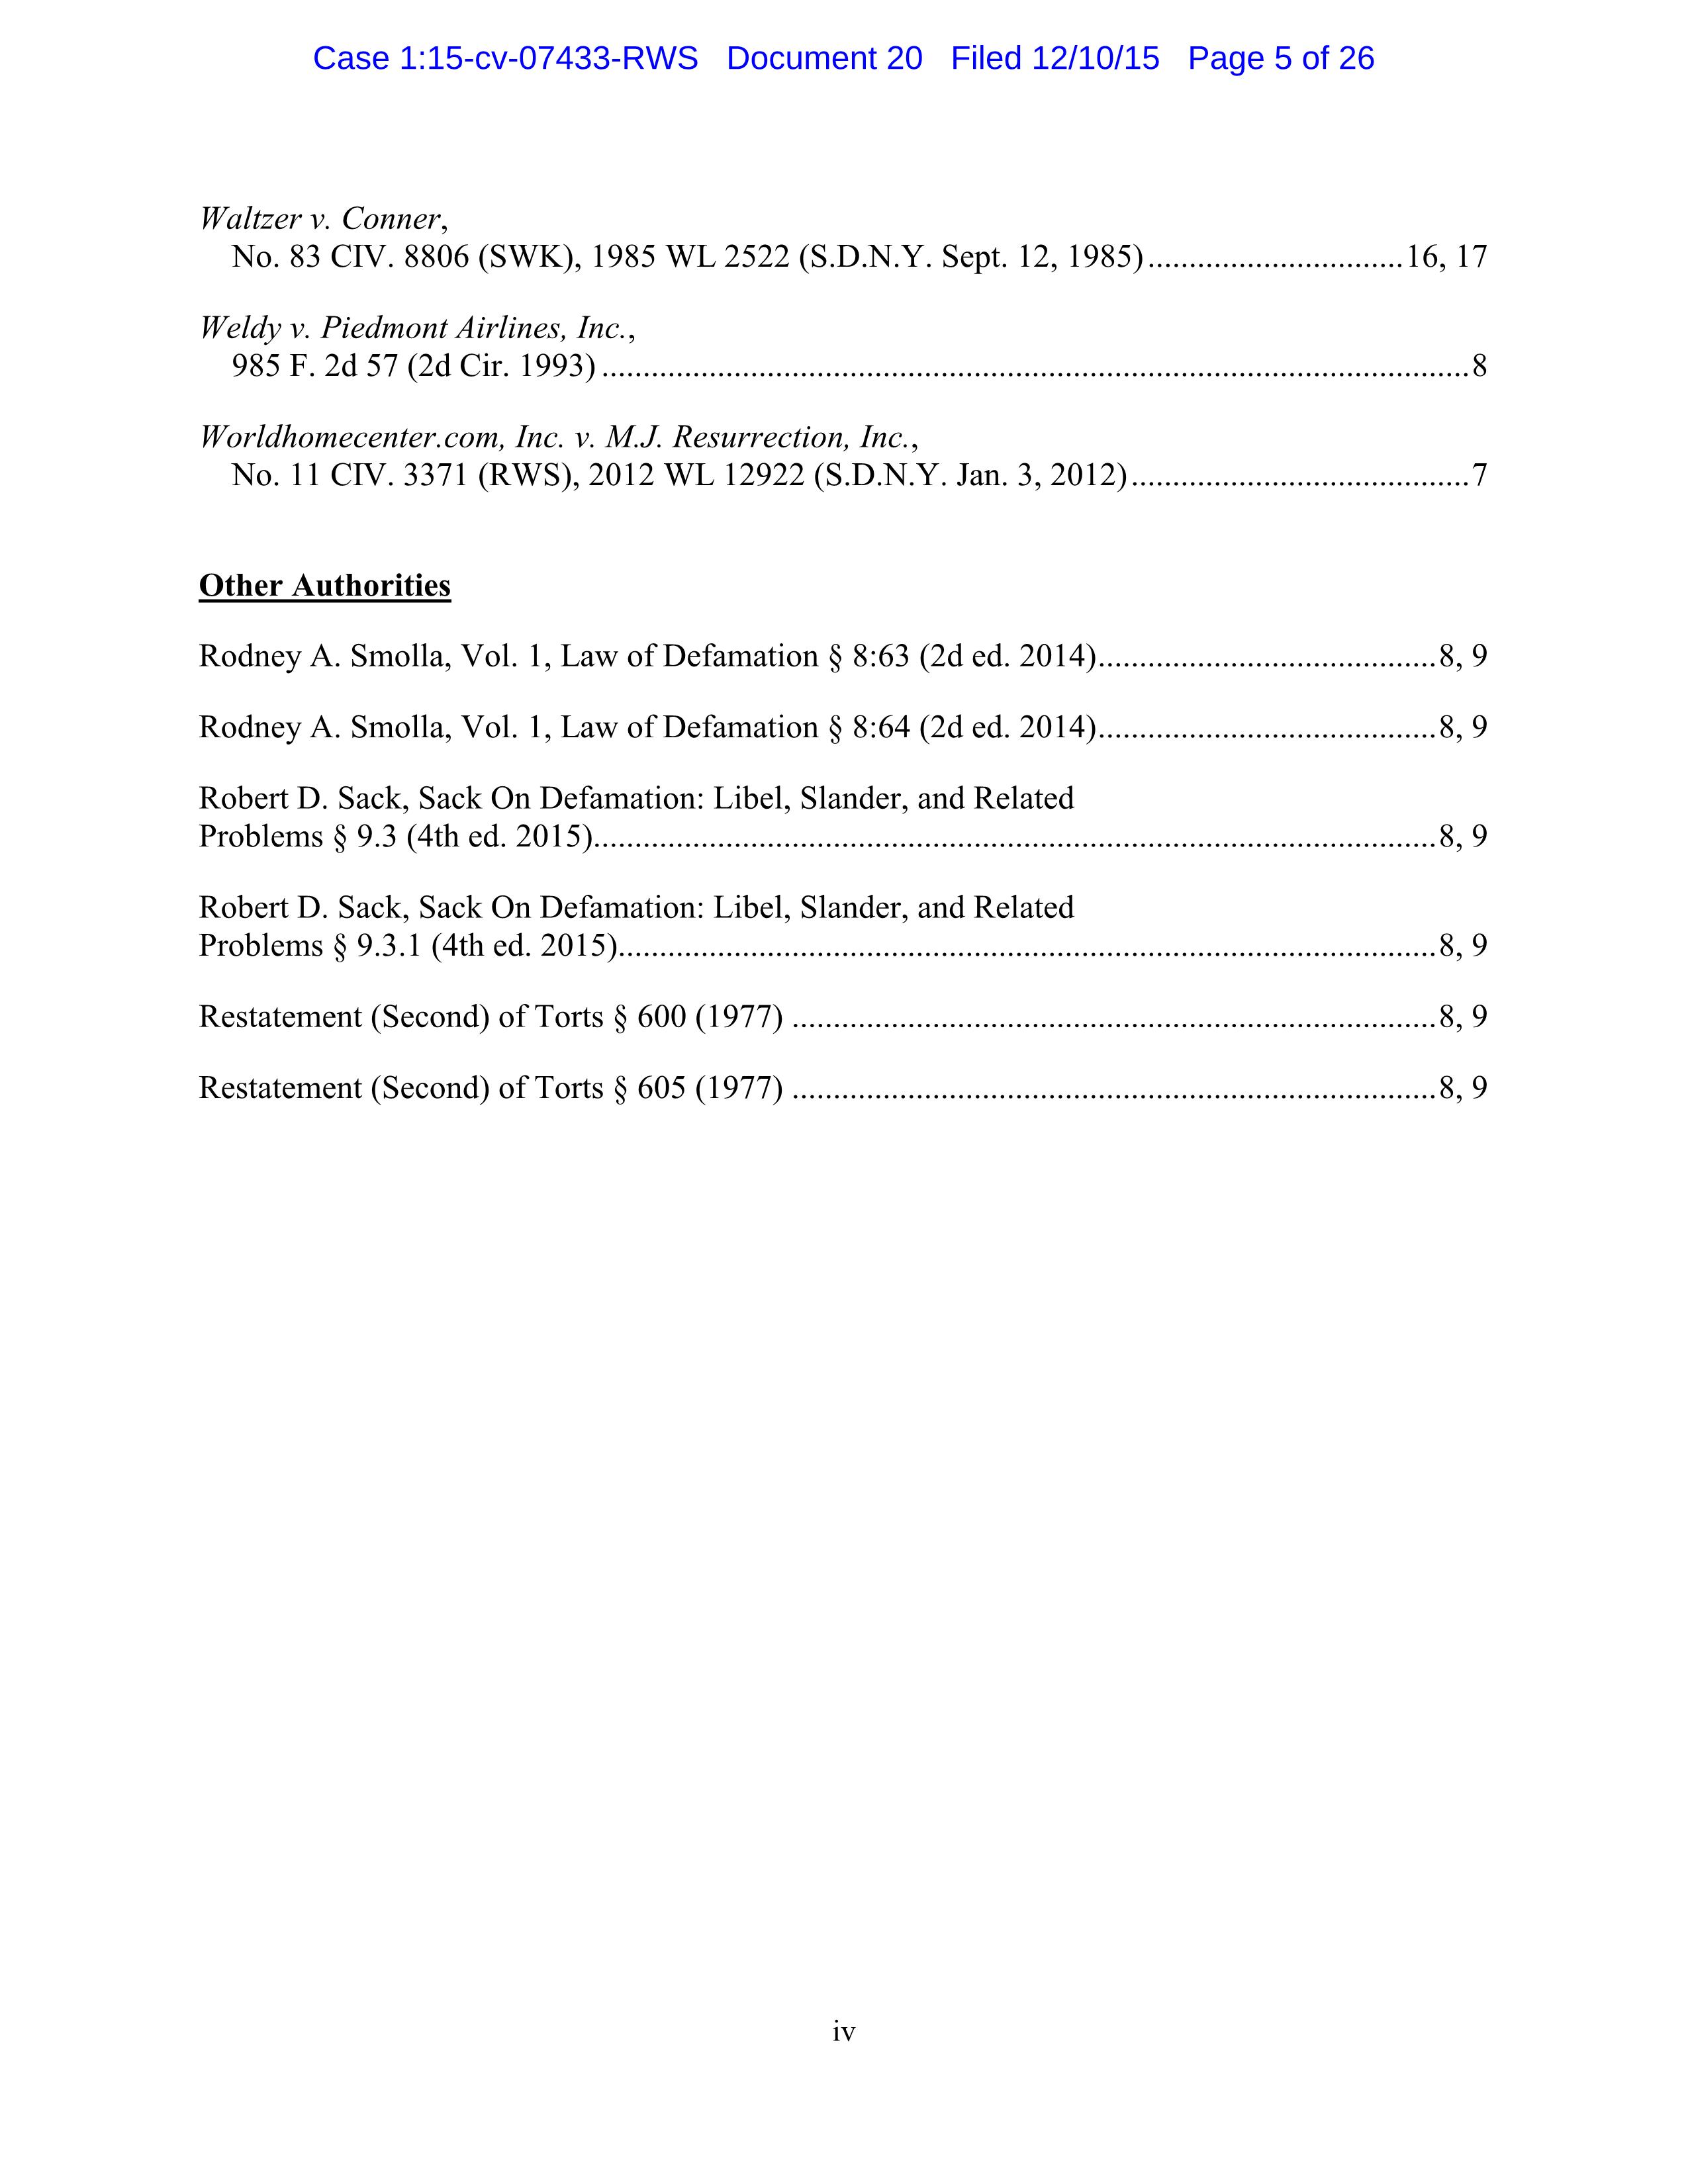 Case 1:15-cv-07433-RWS Document 20 Filed 12/10/15 Page 5 of 26
Waltzer v. Conner,
No. 83 CIV. 8806 (SWK), 1985 WL 2522 (S.D.N.Y. Sept. 12, 1985)...............................16, 17
Weldy v. Piedmont Airlines, Inc.,
985 F. 2d 57 (2d Cir. 1993)..........................................................................................................8
Worldhomecenter.com, Inc. v. M.J. Resurrection, Inc.,
No. 11 CIV. 3371 (RWS), 2012 WL 12922 (S.D.N.Y. Jan. 3, 2012).........................................7
Other Authorities
Rodney A. Smolla, Vol. 1, Law of Defamation § 8:63 (2d ed. 2014).........................................8, 9
Rodney A. Smolla, Vol. 1, Law of Defamation § 8:64 (2d ed. 2014).........................................8, 9
Robert D. Sack, Sack On Defamation: Libel, Slander, and Related
Problems § 9.3 (4th ed. 2015)......................................................................................................8, 9
Robert D. Sack, Sack On Defamation: Libel, Slander, and Related
Problems § 9.3.1 (4th ed. 2015)...................................................................................................8, 9
Restatement (Second) of Torts § 600 (1977) ..............................................................................8, 9
Restatement (Second) of Torts § 605 (1977) ..............................................................................8, 9
iv